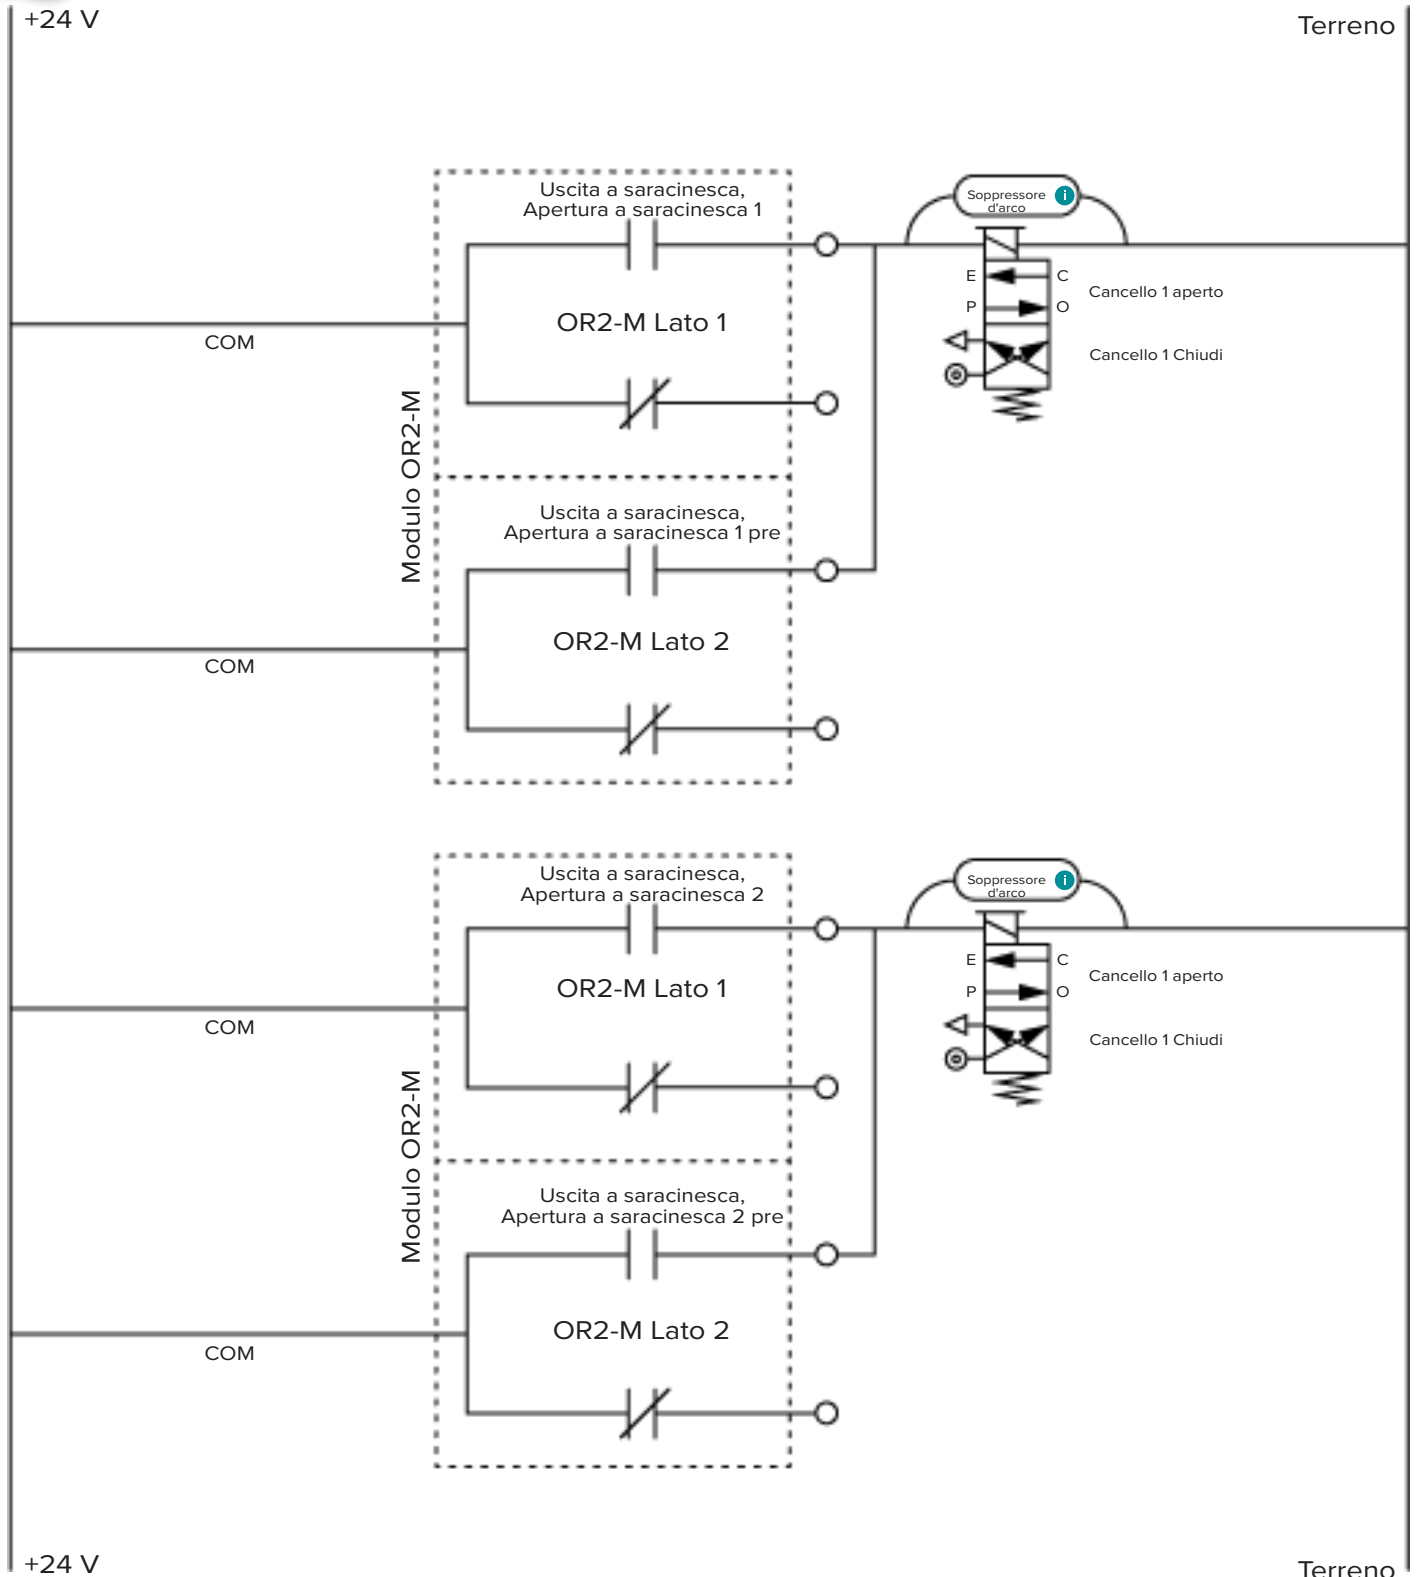 +24 V
Terreno
Uscita a saracinesca,
Apertura a saracinesca 1
Soppressore
d'arco
i
E
C
Cancello 1 aperto
P
O
OR2-M Lato 1
COM
Cancello 1 Chiudi
Modulo OR2-M
Uscita a saracinesca,
Apertura a saracinesca 1 pre
OR2-M Lato 2
COM
Uscita a saracinesca,
Apertura a saracinesca 2
Soppressore
d'arco
i
E
C
Cancello 1 aperto
P
O
OR2-M Lato 1
COM
Cancello 1 Chiudi
Modulo OR2-M
Uscita a saracinesca,
Apertura a saracinesca 2 pre
OR2-M Lato 2
COM
+24 V
Terreno